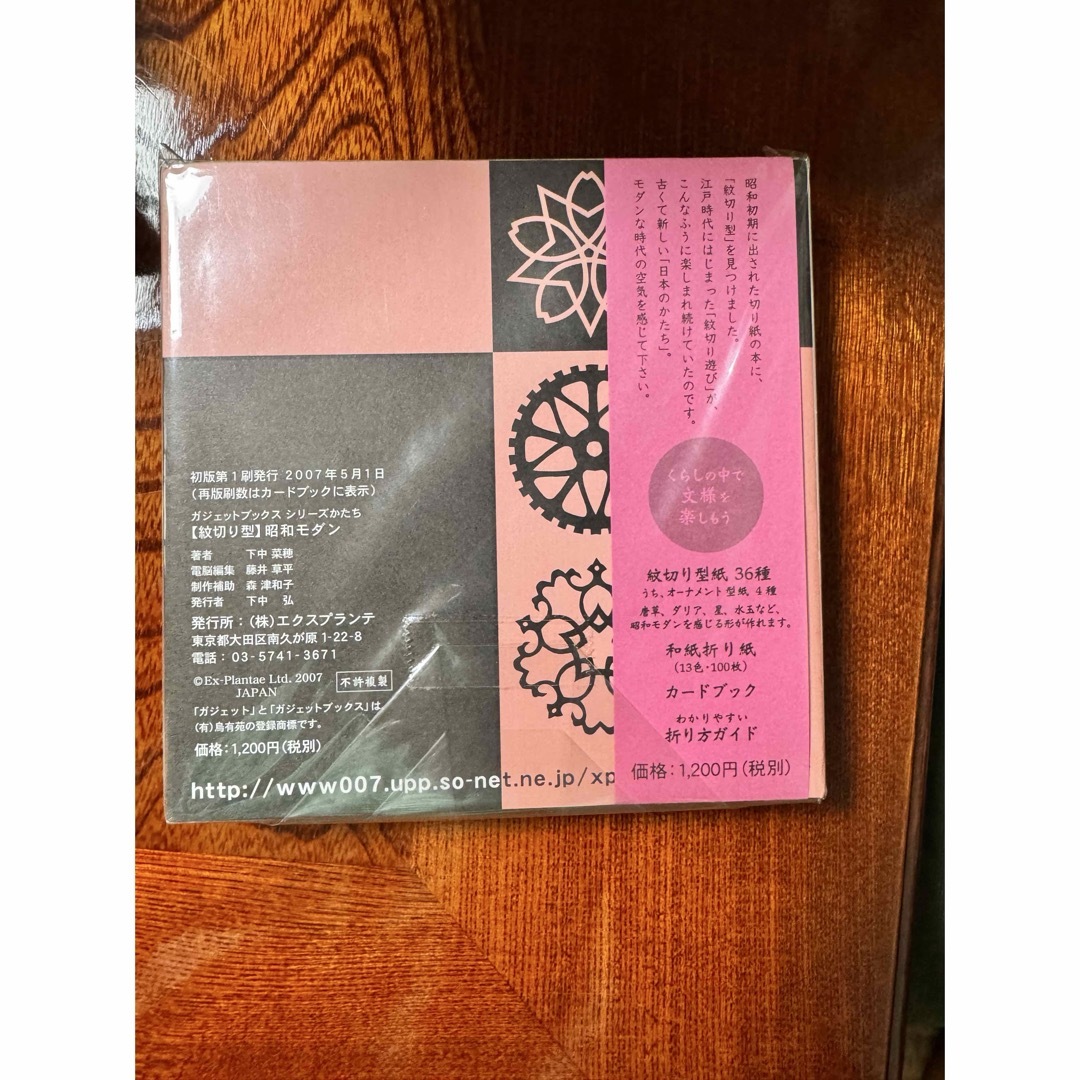 昭和初期に出された切り紙の本に、
「紋切り型」を見つけました。
江戸時代にはじまった「紋切り遊び」が、
こんなふうに楽しまれ続けていたのです。
古くて新しい「日本のかたち」。
モダンな時代の空気を感じて下さい。
くらしの中で
文様を
楽しもう
紋切り型紙 36種
うち、オーナメント型紙 4種
唐草、ダリア、星、水玉など、
昭和モダンを感じる形が作れます。
和紙折り紙
(13色・100枚)
カードブック
わかりやすい
折り方ガイド
価格:1,200円(税別)
初版第1刷発行 2007年5月1日
(再版刷数はカードブックに表示)
ガジェットブックス シリーズかたち
【紋切り型】昭和モダン
著者 下中 菜穂
電脳編集 藤井 草平
制作補助 森 津和子
発行者 下中 弘
発行所:(株)エクスプランテ
東京都大田区南久が原1-22-8
電話:03-5741-3671
©Ex-Plantae Ltd. 2007
JAPAN
不許複製
「ガジェット」と「ガジェットブックス」は
(有)烏有苑の登録商標です。
価格:1,200円(税別)
http://www007.upp.so-net.ne.jp/xp